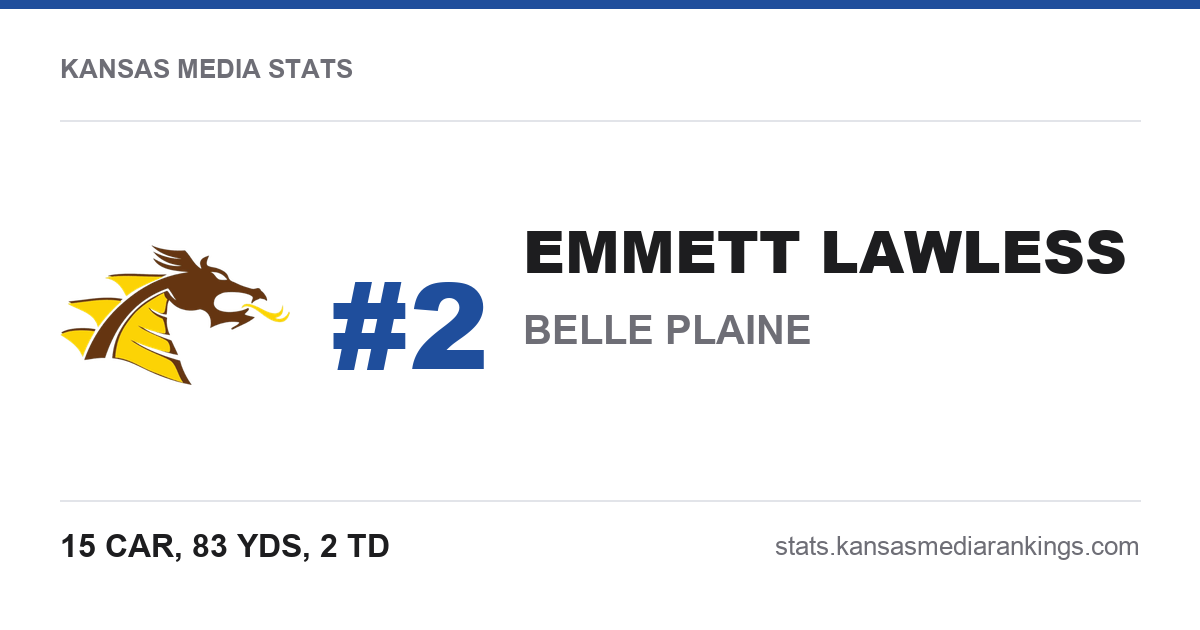 KANSAS MEDIA STATS
#2
EMMETT LAWLESS
BELLE PLAINE
15 CAR, 83 YDS, 2 TD
stats.kansasmediarankings.com